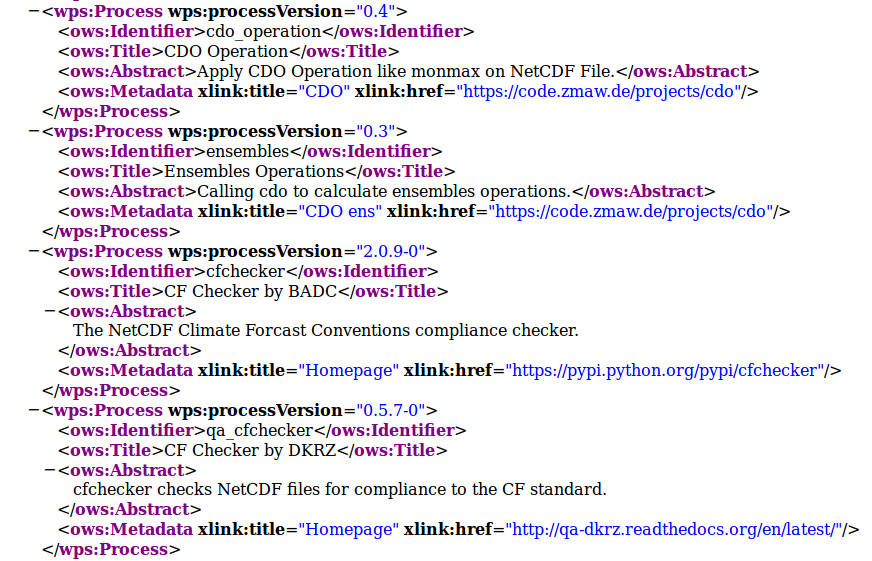 −<wps:Process wps:processVersion="0.4">
<ows:Identifier>cdo_operation</ows:Identifier>
<ows:Title>CDO Operation</ows:Title>
<ows:Abstract>Apply CDO Operation like monmax on NetCDF File.</ows:Abstract>
<ows:Metadata xlink:title="CDO" xlink:href="https://code.zmaw.de/projects/cdo"/>
</wps:Process>
−<wps:Process wps:processVersion="0.3">
<ows:Identifier>ensembles</ows:Identifier>
<ows:Title>Ensembles Operations</ows:Title>
<ows:Abstract>Calling cdo to calculate ensembles operations.</ows:Abstract>
<ows:Metadata xlink:title="CDO ens" xlink:href="https://code.zmaw.de/projects/cdo"/>
</wps:Process>
−<wps:Process wps:processVersion="2.0.9-0">
<ows:Identifier>cfchecker</ows:Identifier>
<ows:Title>CF Checker by BADC</ows:Title>
−<ows:Abstract>
The NetCDF Climate Forcast Conventions compliance checker.
</ows:Abstract>
<ows:Metadata xlink:title="Homepage" xlink:href="https://pypi.python.org/pypi/cfchecker"/>
</wps:Process>
−<wps:Process wps:processVersion="0.5.7-0">
<ows:Identifier>qa_cfchecker</ows:Identifier>
<ows:Title>CF Checker by DKRZ</ows:Title>
−<ows:Abstract>
cfchecker checks NetCDF files for compliance to the CF standard.
</ows:Abstract>
<ows:Metadata xlink:title="Homepage" xlink:href="http://qa-dkrz.readthedocs.org/en/latest/"/>
</wps:Process>